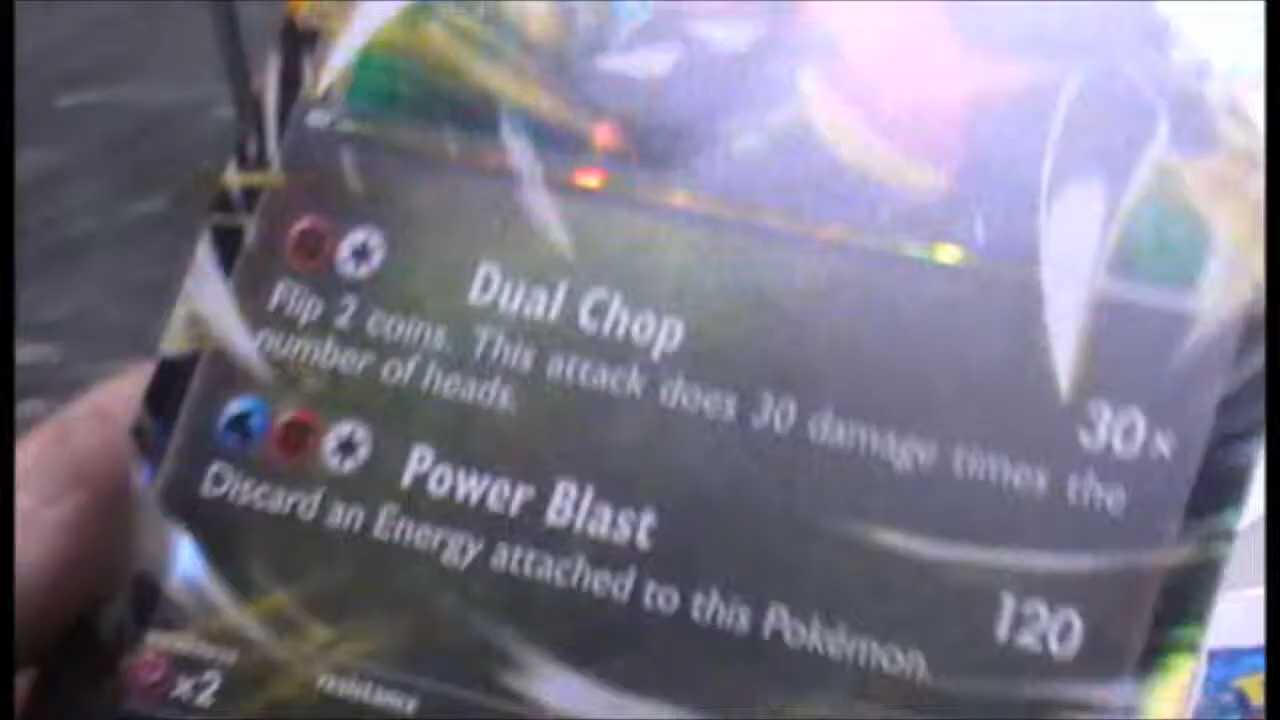 Dual Chop
30×
Flip 2 coins. This attack does 30 damage times the
number of heads.
Power Blast
120
Discard an Energy attached to this Pokémon.
×2
resistance